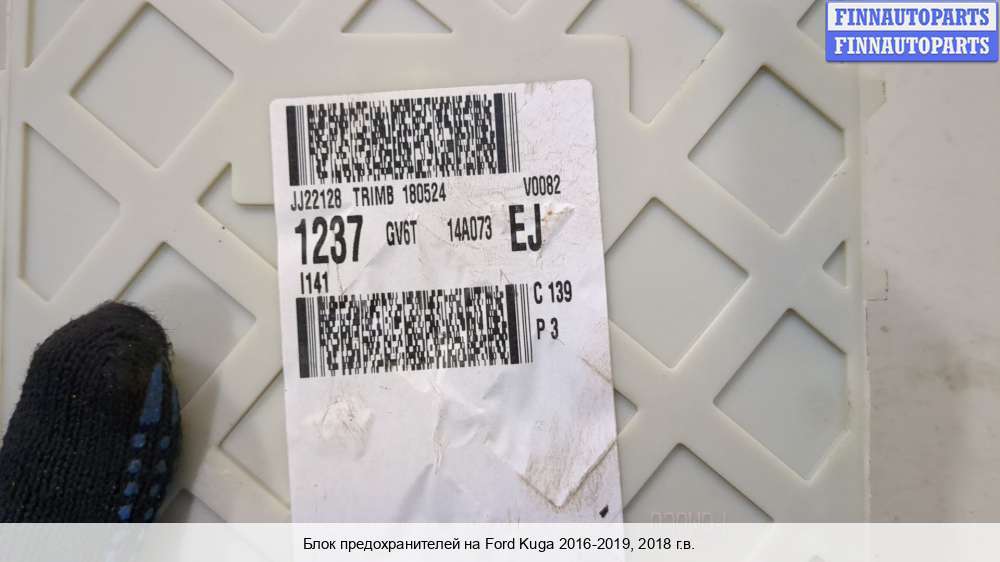 FINNAUTOPARTS
FINNAUTOPARTS
JJ22128 TRIMB 180524 V0082
1237 GV6T 14A073 EJ
I141
C 139
P 3
Блок предохранителей на Ford Kuga 2016-2019, 2018 г.в.